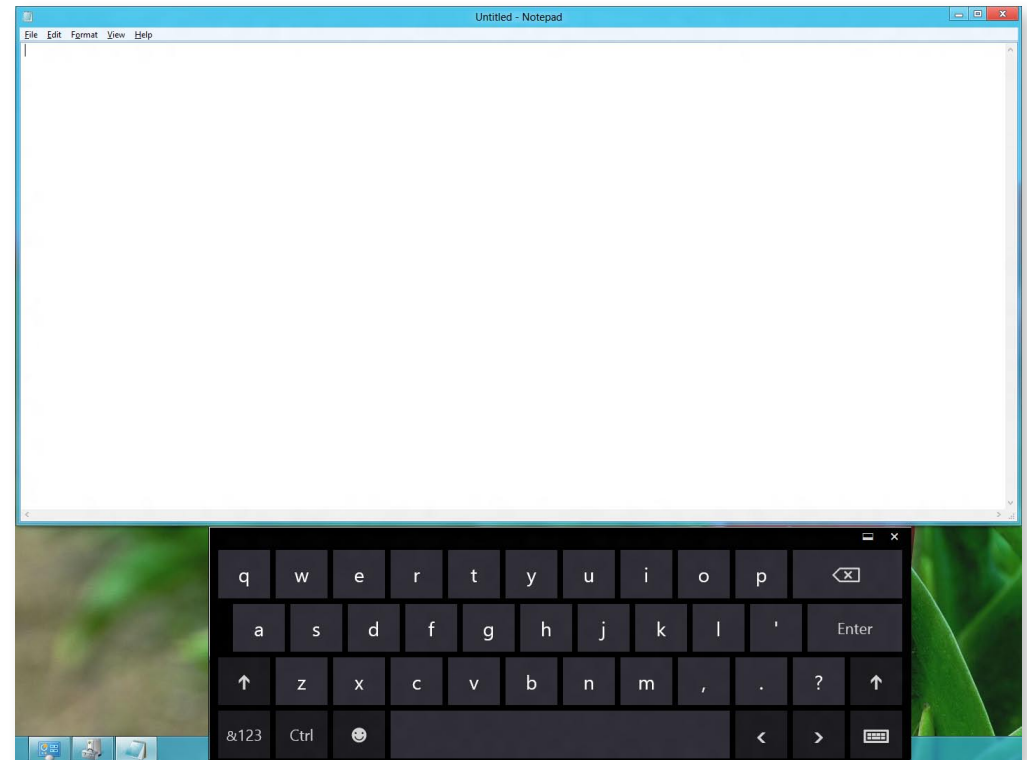 Untitled - Notepad
File Edit Format View Help
q w e r t y u i o p
a s d f g h j k l ' Enter
z x c v b n m , . ?
&123 Ctrl < >